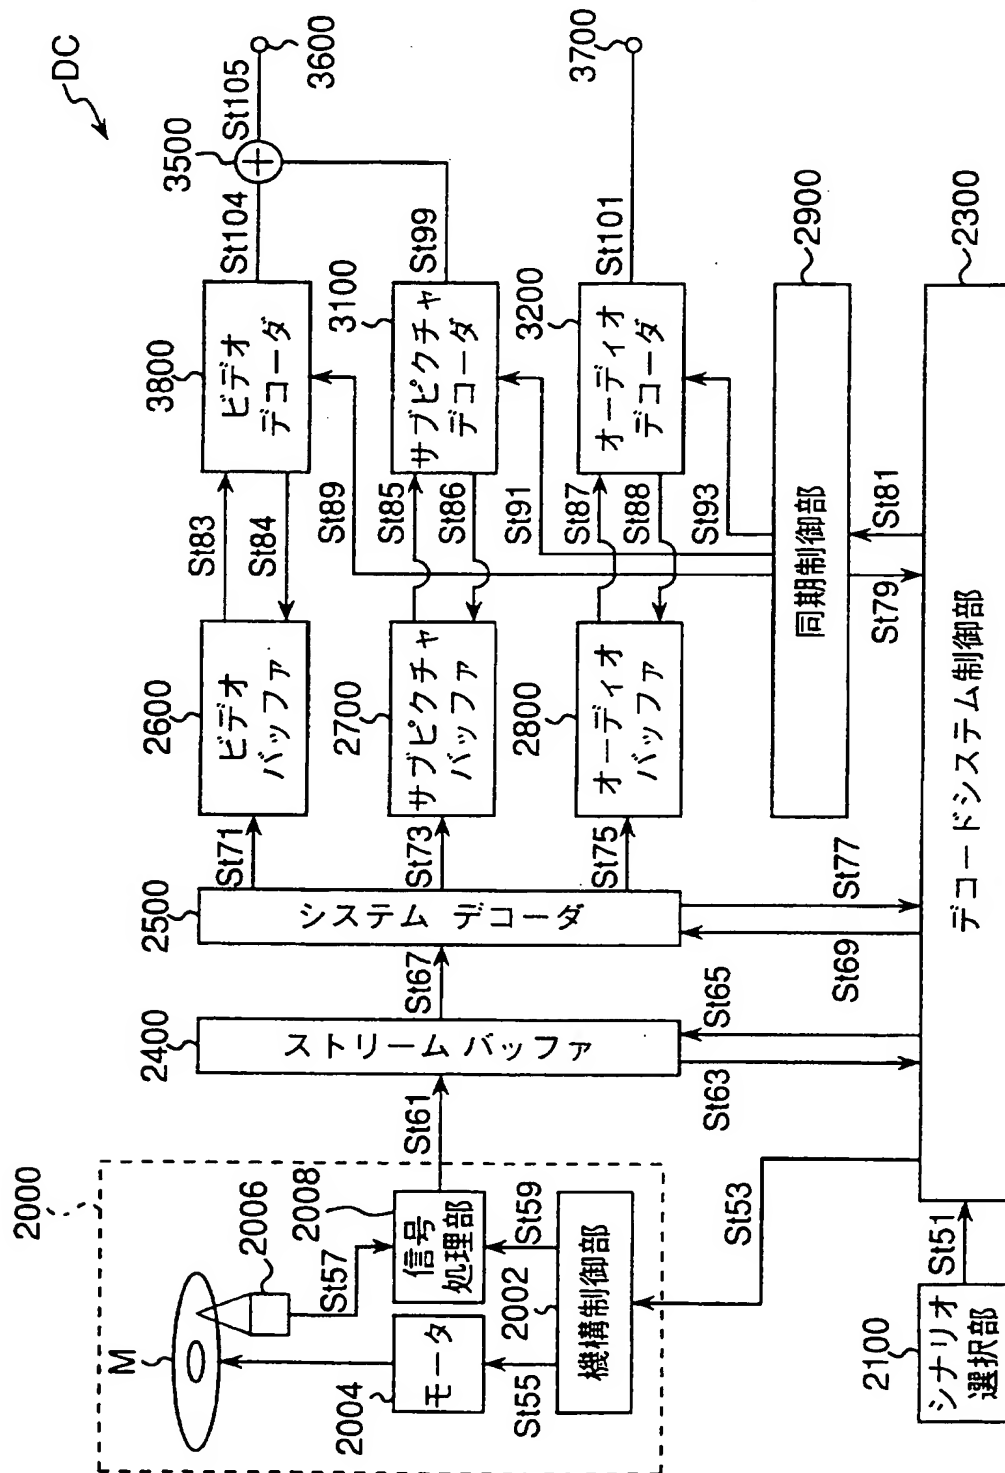 DC
2000
M
2006
2008
信号
処理部
St57
St59
2004
モータ
St55
2002
機構制御部
St53
2100
シナリオ
選択部
St51
St61
2400
ストリーム バッファ
St63
St65
St67
2500
システム デコーダ
St69
St77
St71
St73
St75
2600
ビデオ
バッファ
2700
サブピクチャ
バッファ
2800
オーディオ
バッファ
St83
St84
St89
St85
St86
St91
St87
St88
St93
3800
ビデオ
デコーダ
3100
サブピクチャ
デコーダ
3200
オーディオ
デコーダ
St104
3500
St105
3600
St99
St101
3700
同期制御部
2900
St79
St81
デコードシステム制御部
2300